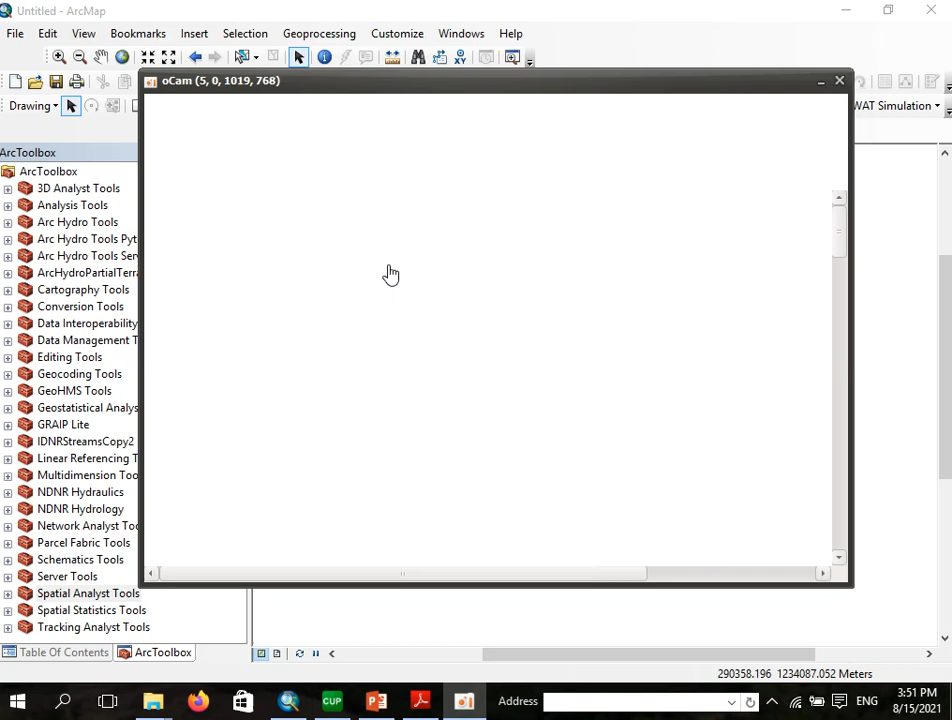 Untitled - ArcMap
File Edit View Bookmarks Insert Selection Geoprocessing Customize Windows Help
oCam (5, 0, 1019, 768)
Drawing
WAT Simulation
ArcToolbox
ArcToolbox
3D Analyst Tools
Analysis Tools
Arc Hydro Tools
Arc Hydro Tools Pyt
Arc Hydro Tools Ser
ArcHydroPartialTerra
Cartography Tools
Conversion Tools
Data Interoperability
Data Management T
Editing Tools
Geocoding Tools
GeoHMS Tools
Geostatistical Analys
GRAIP Lite
IDNRStreamsCopy2
Linear Referencing T
Multidimension Too
NDNR Hydraulics
NDNR Hydrology
Network Analyst Too
Parcel Fabric Tools
Schematics Tools
Server Tools
Spatial Analyst Tools
Spatial Statistics Tools
Tracking Analyst Tools
Table Of Contents ArcToolbox
290358.196 1234087.052 Meters
CUP Address ENG 3:51 PM
8/15/2021